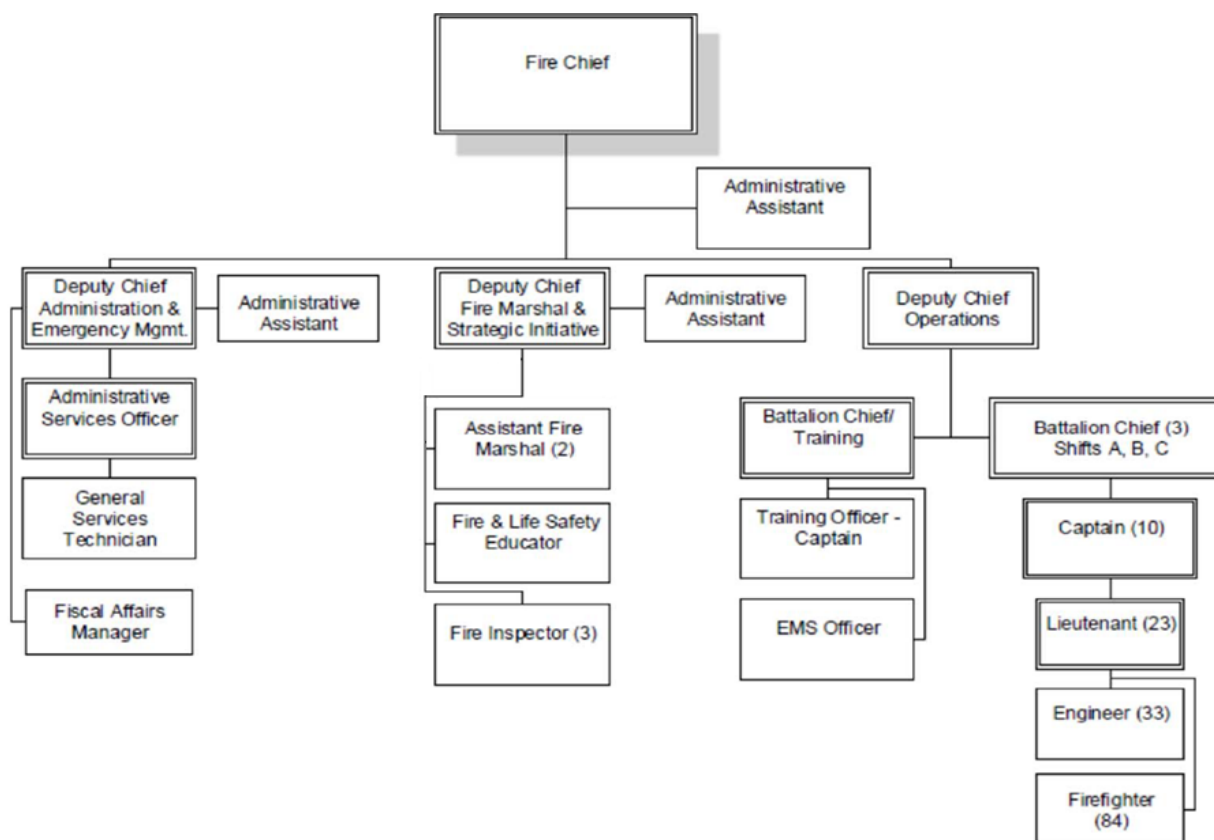 Fire Chief
Administrative
Assistant
Deputy Chief
Administration &
Emergency Mgmt.
Administrative
Assistant
Deputy Chief
Fire Marshal &
Strategic Initiative
Administrative
Assistant
Deputy Chief
Operations
Administrative
Services Officer
General
Services
Technician
Fiscal Affairs
Manager
Assistant Fire
Marshal (2)
Fire & Life Safety
Educator
Fire Inspector (3)
Battalion Chief/
Training
Training Officer -
Captain
EMS Officer
Battalion Chief (3)
Shifts A, B, C
Captain (10)
Lieutenant (23)
Engineer (33)
Firefighter
(84)